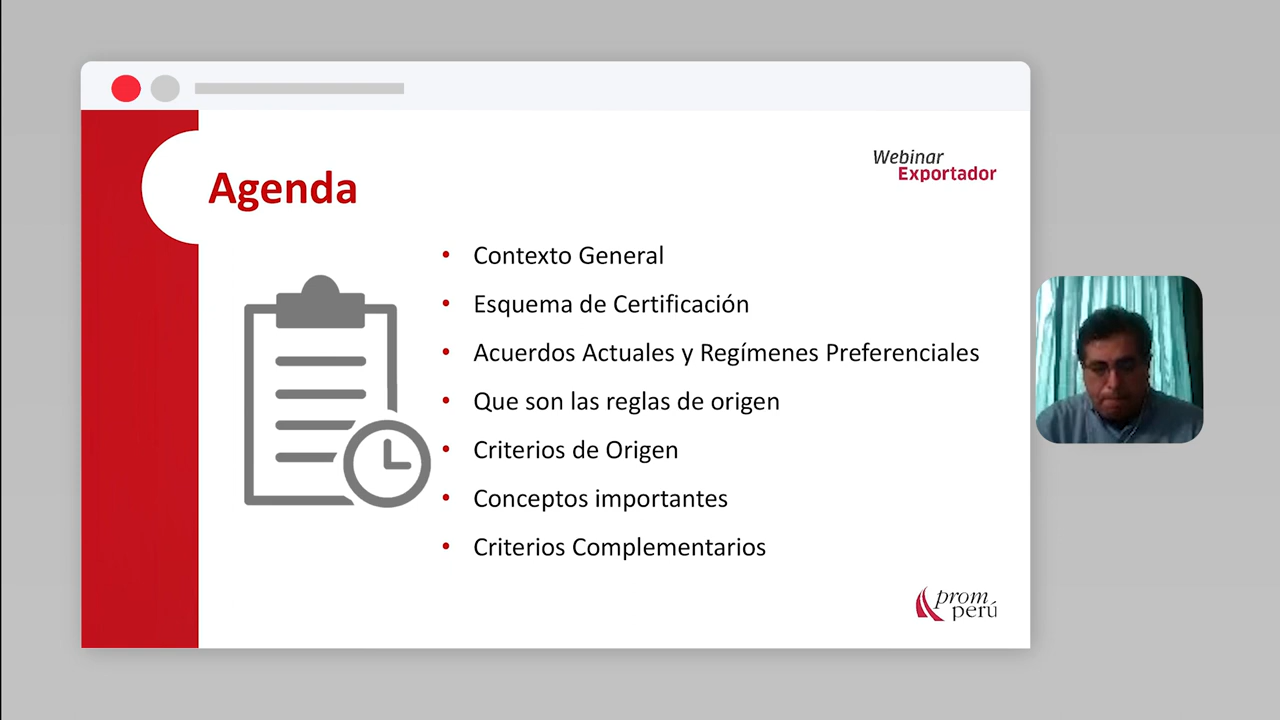 Webinar
Exportador
Agenda
• Contexto General
• Esquema de Certificación
• Acuerdos Actuales y Regímenes Preferenciales
• Que son las reglas de origen
• Criterios de Origen
• Conceptos importantes
• Criterios Complementarios
prom
perú